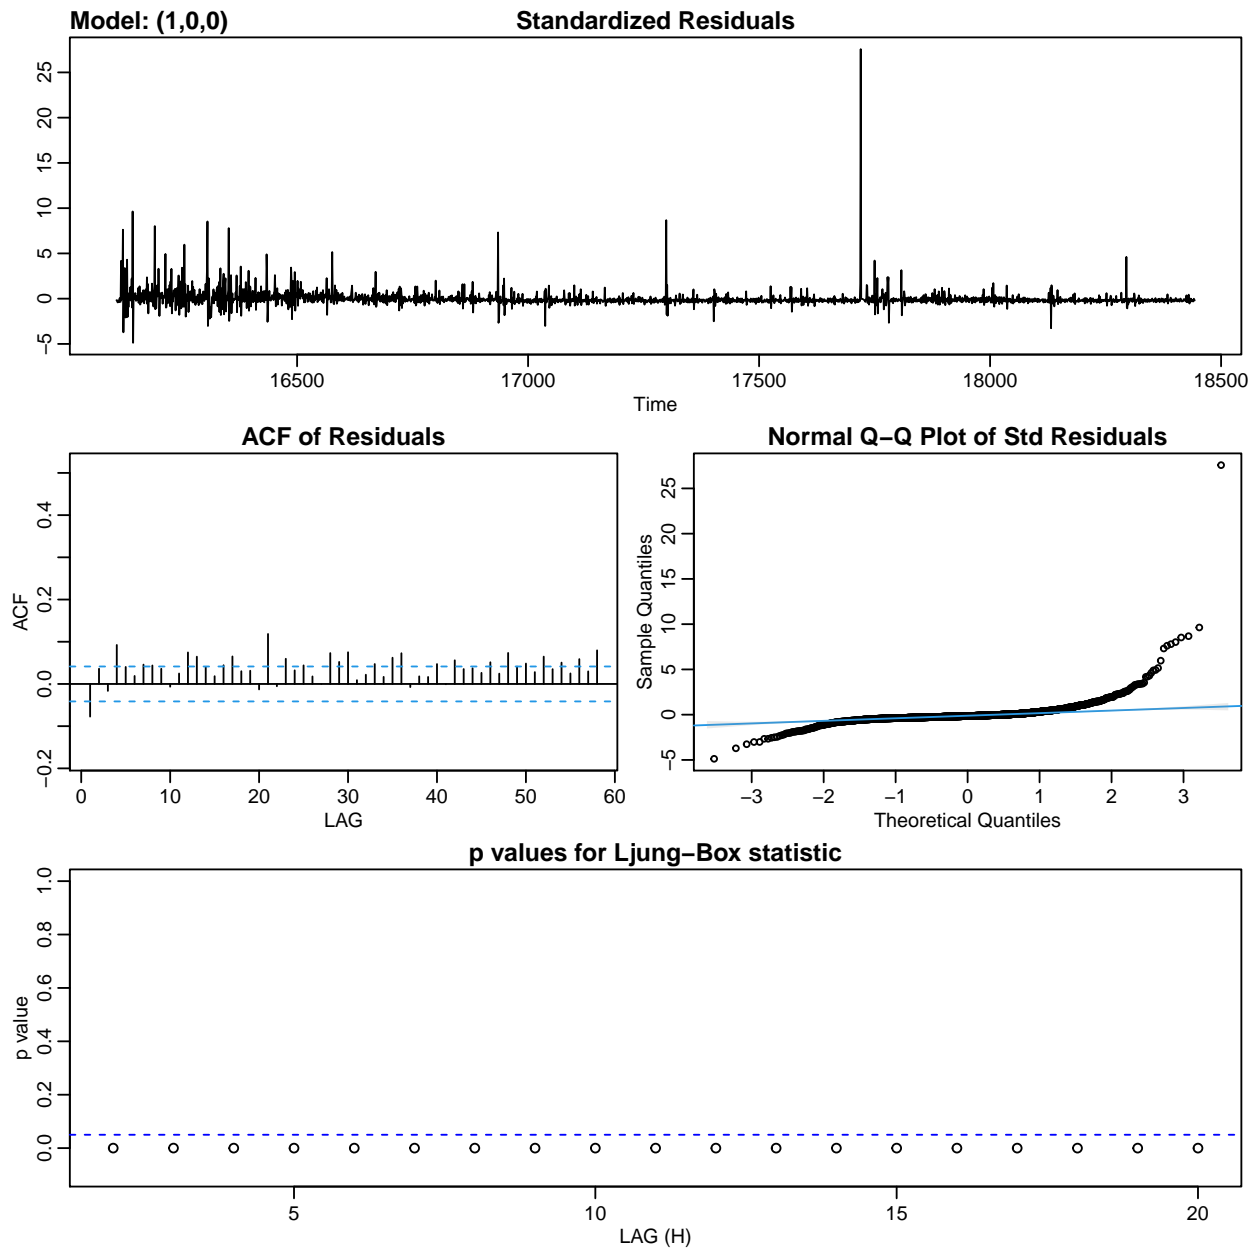 Model: (1,0,0) Standardized Residuals
25
20
15
10
5
0
−5
16500 17000 17500 18000 18500
Time
ACF of Residuals
ACF
0.4
0.2
0.0
−0.2
0 10 20 30 40 50 60
LAG
Normal Q−Q Plot of Std Residuals
Sample Quantiles
25
20
15
10
5
0
−5
−3 −2 −1 0 1 2 3
Theoretical Quantiles
p values for Ljung−Box statistic
p value
1.0
0.8
0.6
0.4
0.2
0.0
5 10 15 20
LAG (H)